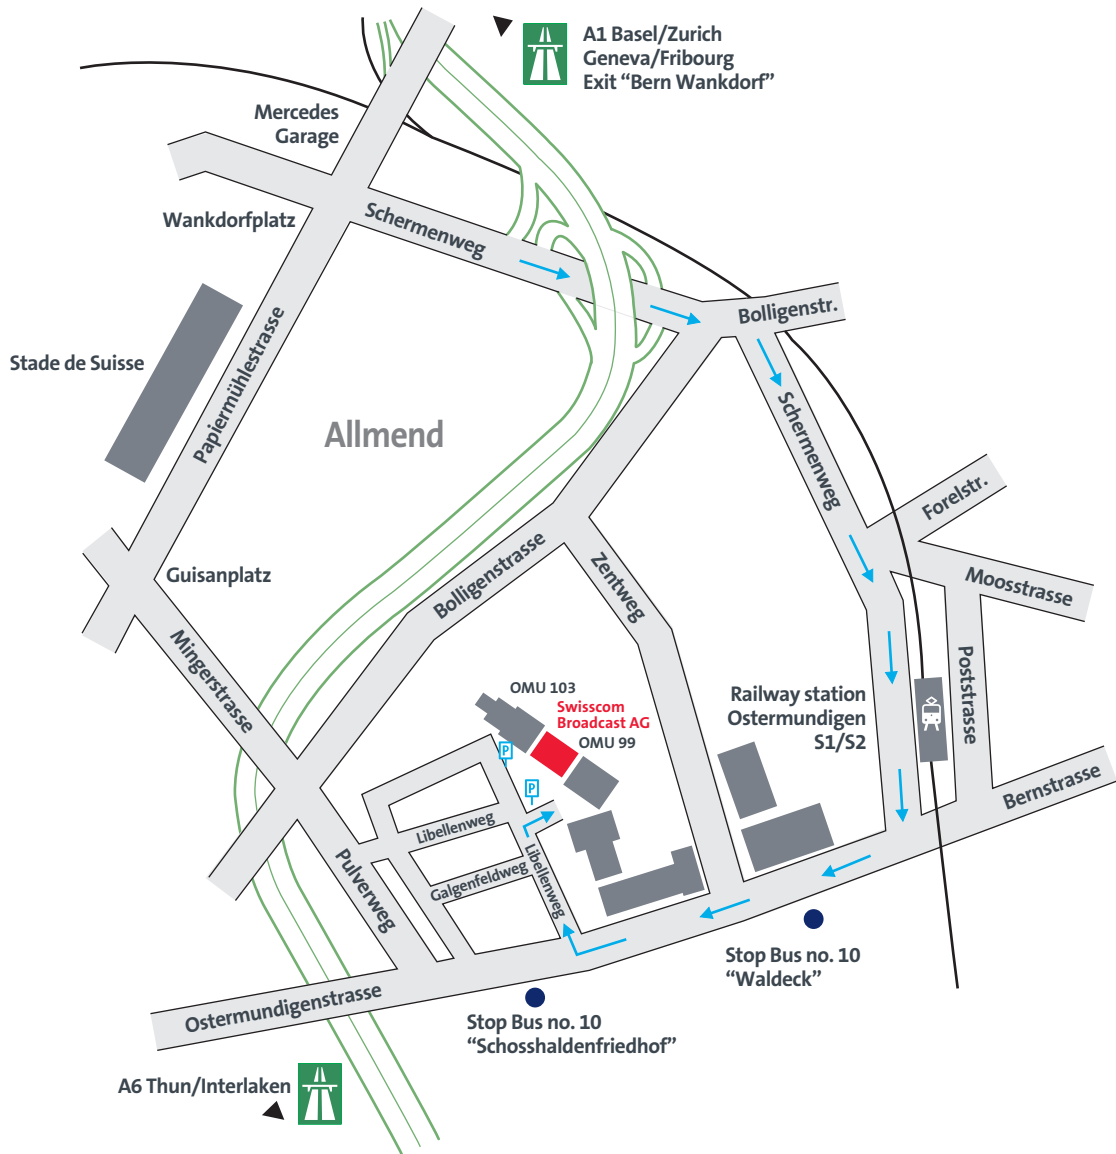 A1 Basel/Zurich
Geneva/Fribourg
Exit “Bern Wankdorf”
Mercedes
Garage
Wankdorfplatz
Schermenweg
Bolligenstr.
Stade de Suisse
Papiermühlestrasse
Allmend
Schermenweg
Forelstr.
Guisanplatz
Bolligenstrasse
Zentweg
Moosstrasse
Mingerstrasse
Poststrasse
OMU 103
Swisscom
Broadcast AG
OMU 99
Railway station
Ostermundigen
S1/S2
P
P
Bernstrasse
Libellenweg
Pulverweg
Galgenfeldweg
Libellenweg
Stop Bus no. 10
“Waldeck”
Ostermundigenstrasse
Stop Bus no. 10
“Schosshaldenfriedhof”
A6 Thun/Interlaken